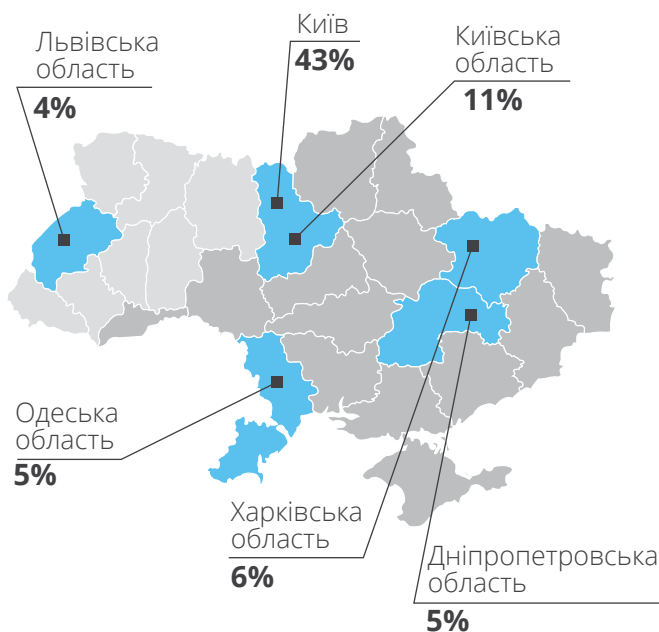 Львівська
область
4%
Київ
43%
Київська
область
11%
Одеська
область
5%
Харківська
область
6%
Дніпропетровська
область
5%